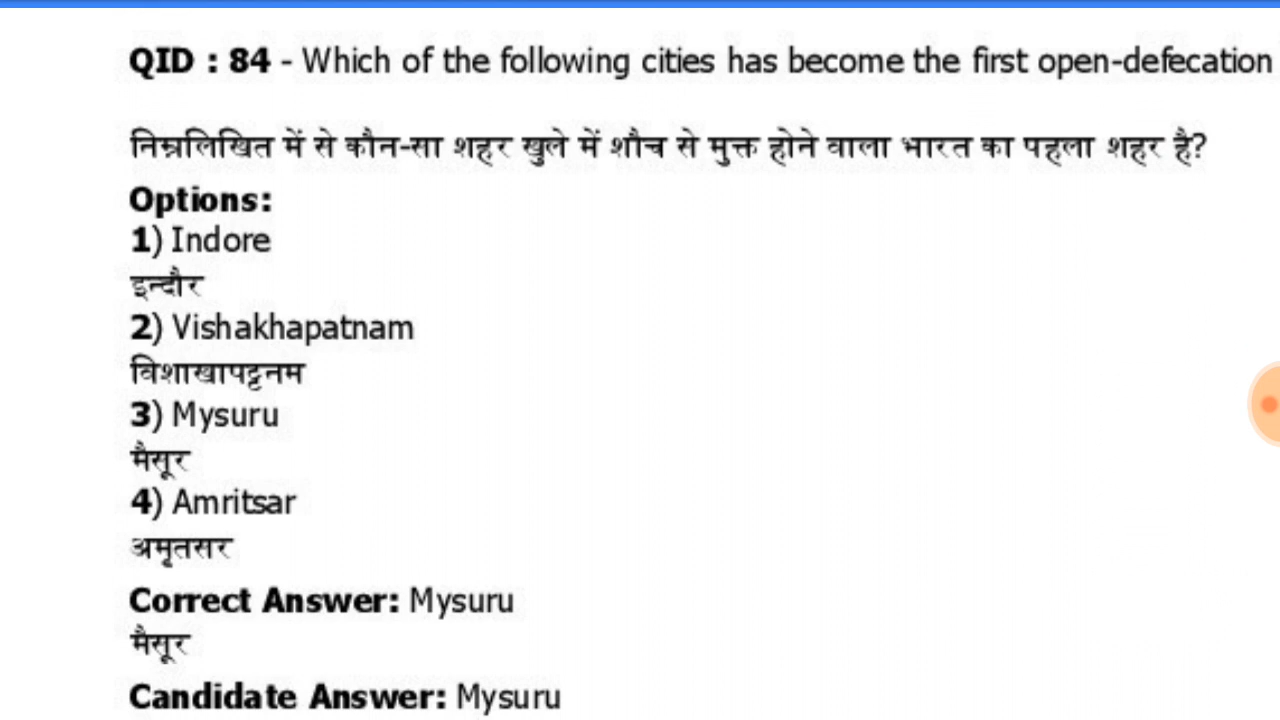 QID : 84 - Which of the following cities has become the first open-defecation
निम्नलिखित में से कौन-सा शहर खुले में शौच से मुक्त होने वाला भारत का पहला शहर है?
Options:
1) Indore
इन्दौर
2) Vishakhapatnam
विशाखापट्टनम
3) Mysuru
मैसूर
4) Amritsar
अमृतसर
Correct Answer: Mysuru
मैसूर
Candidate Answer: Mysuru